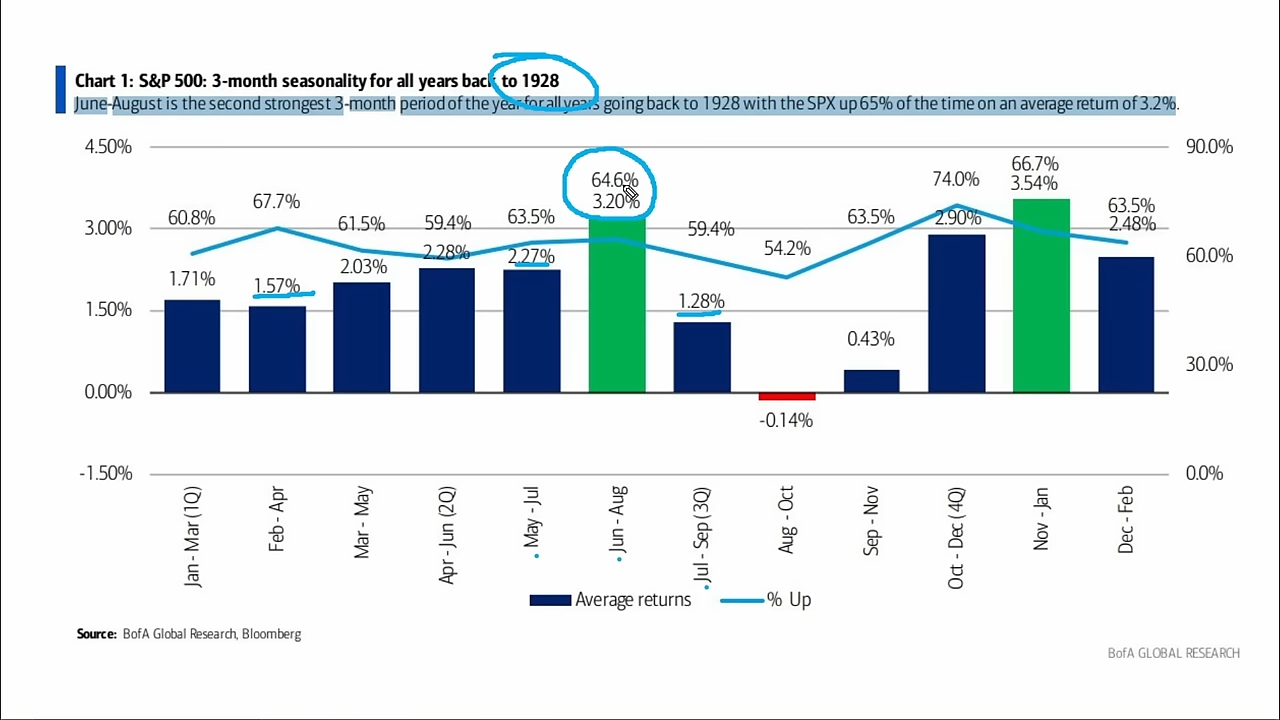 Chart 1: S&P 500: 3-month seasonality for all years back to 1928
June-August is the second strongest 3-month period of the year for all years going back to 1928 with the SPX up 65% of the time on an average return of 3.2%.
4.50%
3.00%
1.50%
0.00%
-1.50%
90.0%
60.0%
30.0%
0.0%
60.8%
1.71%
67.7%
1.57%
61.5%
2.03%
59.4%
2.28%
63.5%
2.27%
64.6%
3.20%
59.4%
1.28%
54.2%
-0.14%
63.5%
0.43%
74.0%
2.90%
66.7%
3.54%
63.5%
2.48%
Jan - Mar (1Q)
Feb - Apr
Mar - May
Apr - Jun (2Q)
May - Jul
Jun - Aug
Jul - Sep (3Q)
Aug - Oct
Sep - Nov
Oct - Dec (4Q)
Nov - Jan
Dec - Feb
Average returns
% Up
Source: BofA Global Research, Bloomberg
BofA GLOBAL RESEARCH